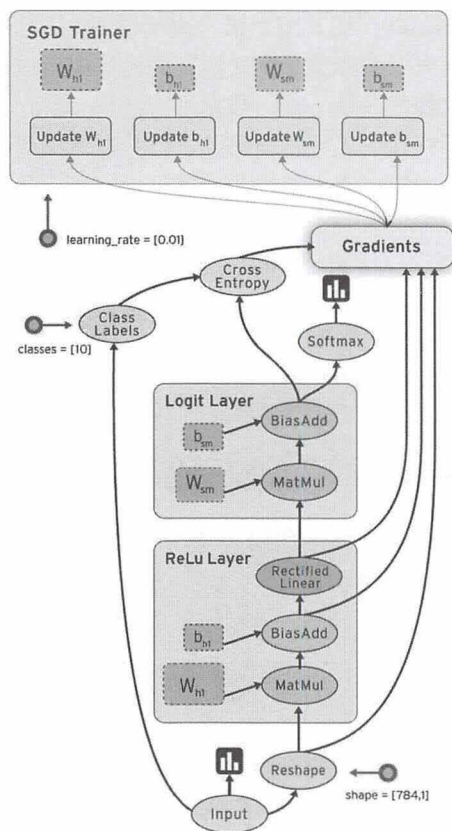 SGD Trainer
W_h1
b_h1
W_sm
b_sm
Update W_h1
Update b_h1
Update W_sm
Update b_sm
learning_rate = [0.01]
Gradients
Cross
Entropy
Class
Labels
classes = [10]
Softmax
Logit Layer
BiasAdd
b_sm
W_sm
MatMul
ReLu Layer
Rectified
Linear
BiasAdd
b_h1
W_h1
MatMul
Reshape
shape = [784,1]
Input